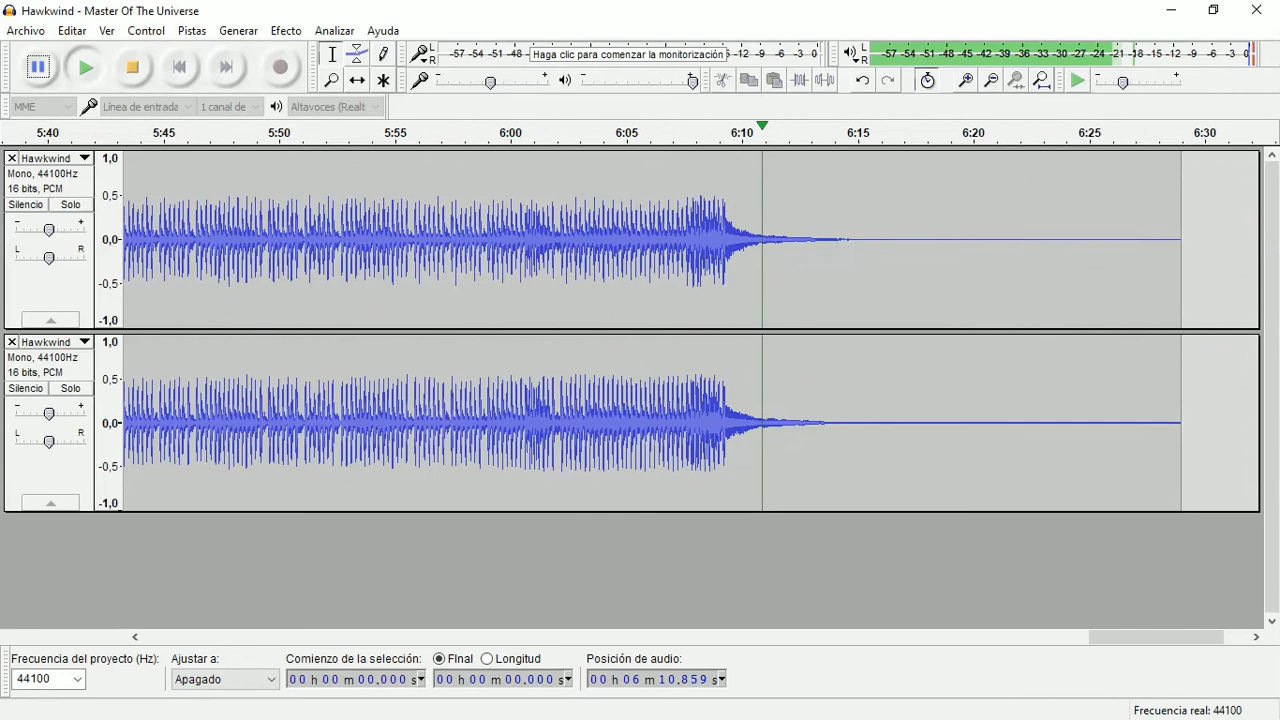 Hawkwind - Master Of The Universe
Archivo Editar Ver Control Pistas Generar Efecto Analizar Ayuda
L R -57 -54 -51 -48 Haga clic para comenzar la monitorización -12 -9 -6 -3 0 L R -57 -54 -51 -48 -45 -42 -39 -36 -33 -30 -27 -24 -21 -18 -15 -12 -9 -6 -3 0
- + - + - +
MME Línea de entrada 1 canal de Altavoces (Realt
5:40 5:45 5:50 5:55 6:00 6:05 6:10 6:15 6:20 6:25 6:30
Hawkwind 1,0
Mono, 44100Hz
16 bits, PCM 0,5
Silencio Solo
- +
0,0
L R
-0,5
-1,0
Hawkwind 1,0
Mono, 44100Hz
16 bits, PCM 0,5
Silencio Solo
- +
0,0
L R
-0,5
-1,0
Frecuencia del proyecto (Hz): Ajustar a: Comienzo de la selección: FInal Longitud Posición de audio:
44100 Apagado 00 h 00 m 00.000 s 00 h 00 m 00.000 s 00 h 06 m 10.859 s
Frecuencia real: 44100